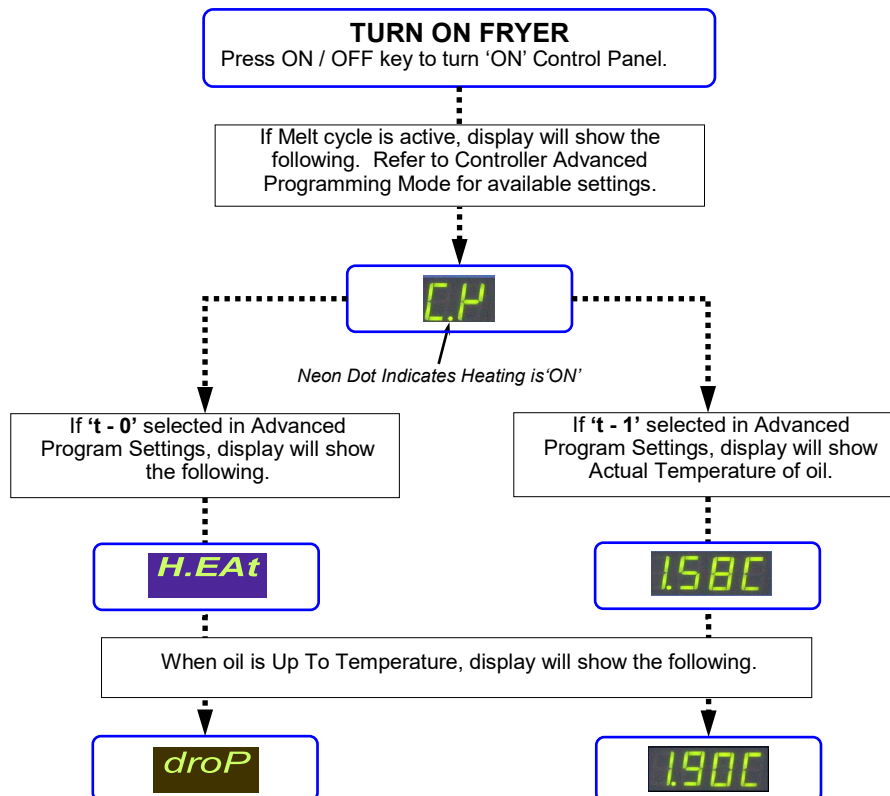 TURN ON FRYER
Press ON / OFF key to turn ‘ON’ Control Panel.
If Melt cycle is active, display will show the
following. Refer to Controller Advanced
Programming Mode for available settings.
Neon Dot Indicates Heating is‘ON’
If ‘t - 0’ selected in Advanced
Program Settings, display will show
the following.
If ‘t - 1’ selected in Advanced
Program Settings, display will show
Actual Temperature of oil.
H.EAt
1.58C
When oil is Up To Temperature, display will show the following.
droP
1.90C